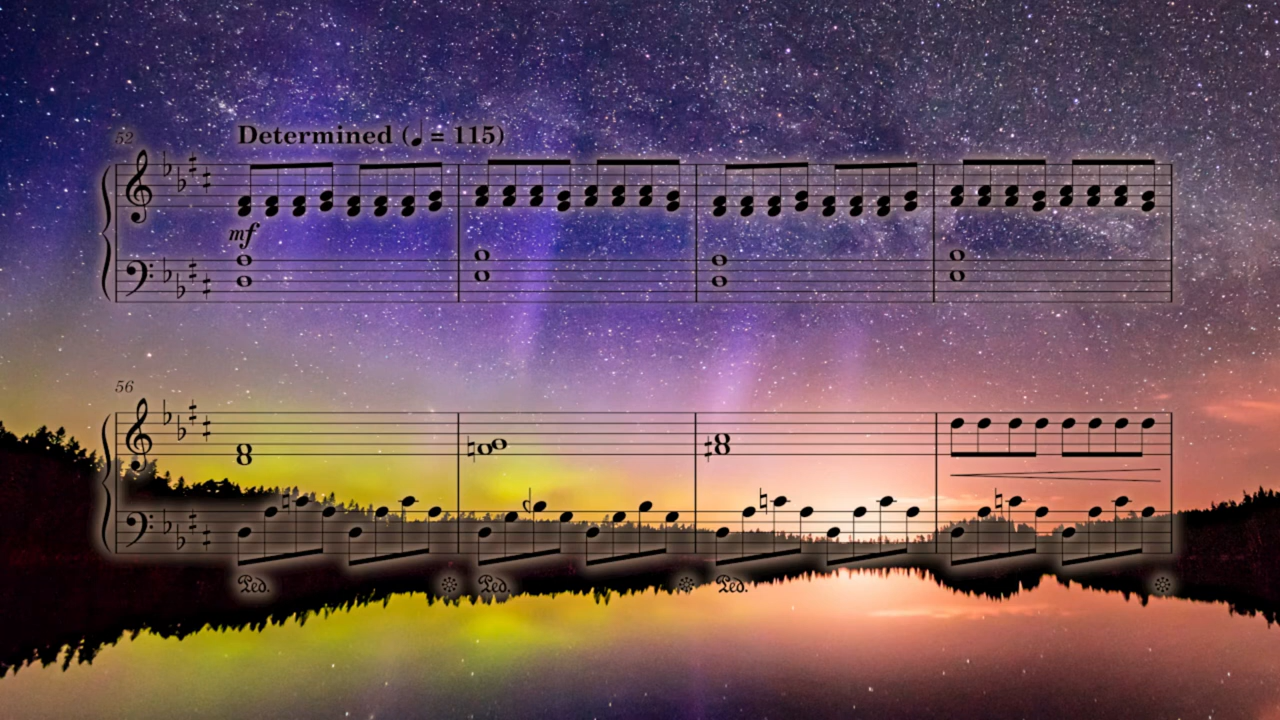 52
Determined (♩ = 115)
mf
56
Ped. Ped. Ped.